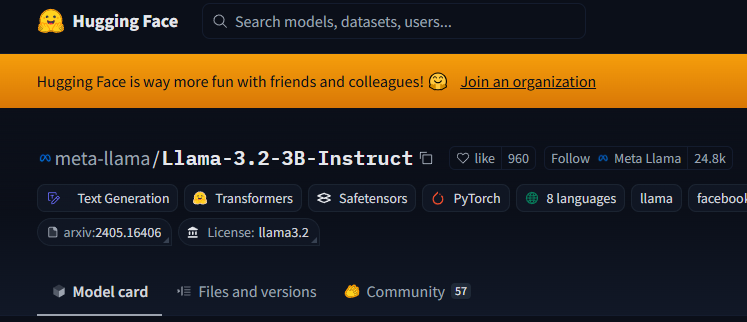 Hugging Face Search models, datasets, users...
Hugging Face is way more fun with friends and colleagues! 🤗 Join an organization
meta-llama/Llama-3.2-3B-Instruct like 960 Follow Meta Llama 24.8k
Text Generation Transformers Safetensors PyTorch 8 languages llama facebook
arxiv:2405.16406 License: llama3.2
Model card Files and versions Community 57